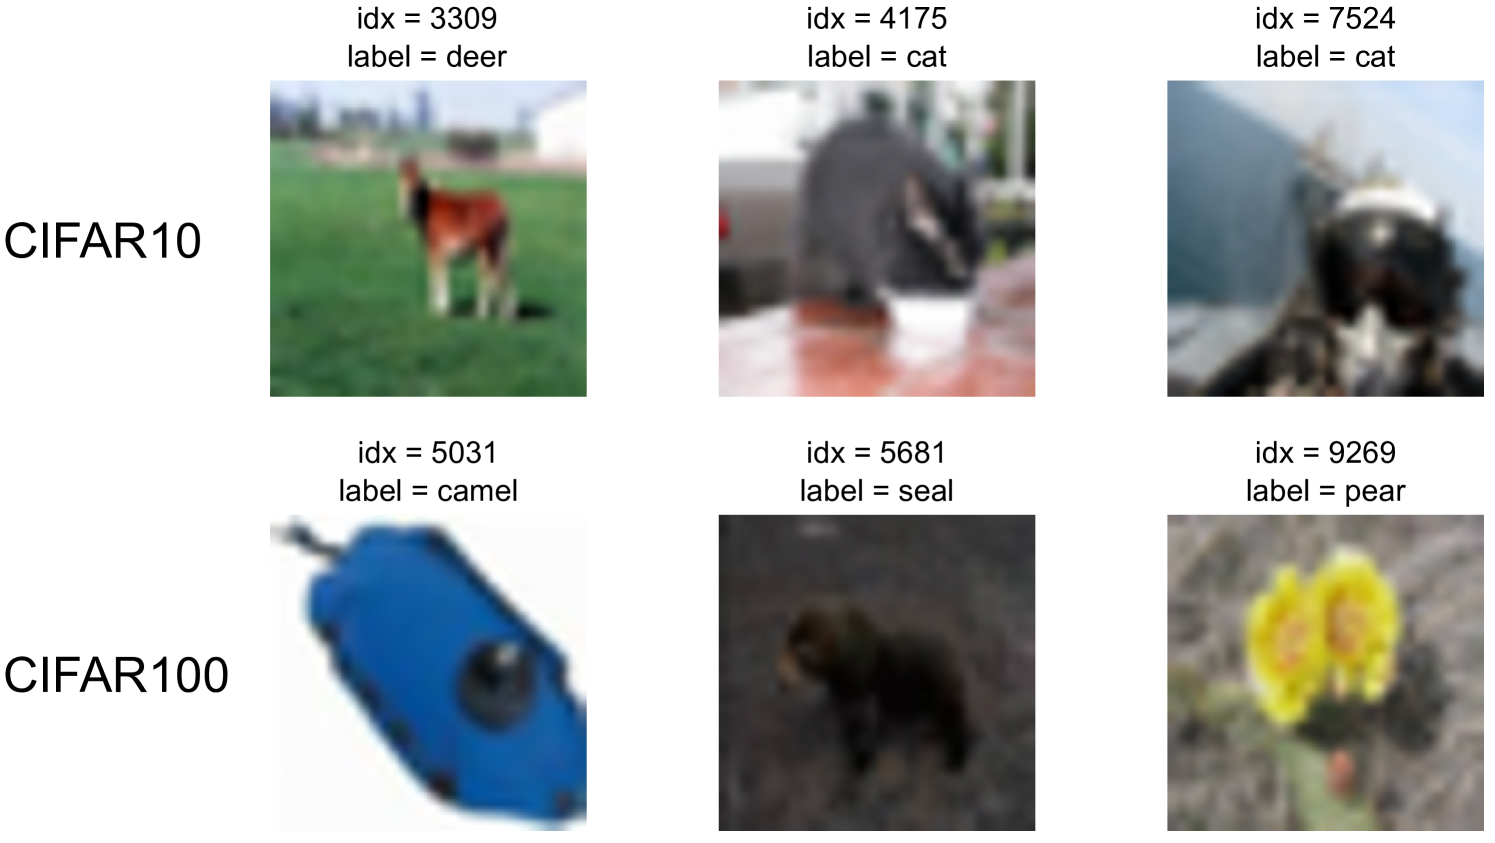 idx = 3309
label = deer
idx = 4175
label = cat
idx = 7524
label = cat
CIFAR10
idx = 5031
label = camel
idx = 5681
label = seal
idx = 9269
label = pear
CIFAR100